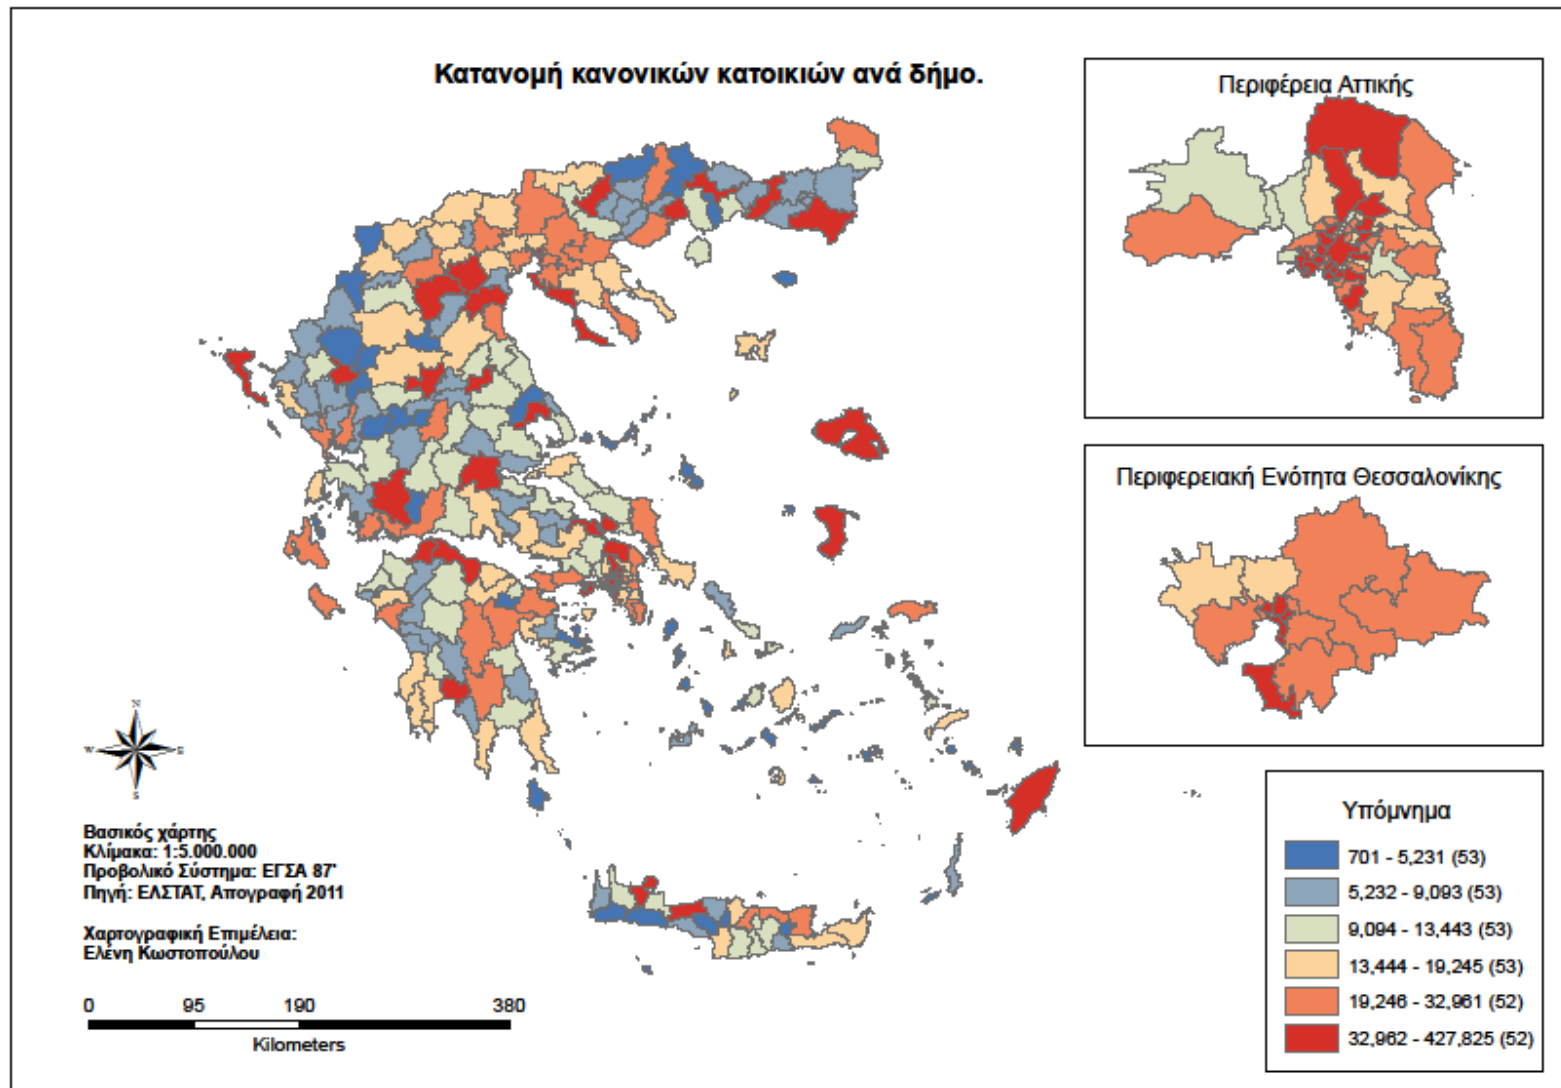 Κατανομή κανονικών κατοικιών ανά δήμο.
Περιφέρεια Αττικής
Περιφερειακή Ενότητα Θεσσαλονίκης
N
W
E
S
Βασικός χάρτης
Κλίμακα: 1:5.000.000
Προβολικό Σύστημα: ΕΓΣΑ 87'
Πηγή: ΕΛΣΤΑΤ, Απογραφή 2011
Χαρτογραφική Επιμέλεια:
Ελένη Κωστοπούλου
0 95 190 380
Kilometers
Υπόμνημα
701 - 5,231 (53)
5,232 - 9,093 (53)
9,094 - 13,443 (53)
13,444 - 19,245 (53)
19,246 - 32,961 (52)
32,962 - 427,825 (52)